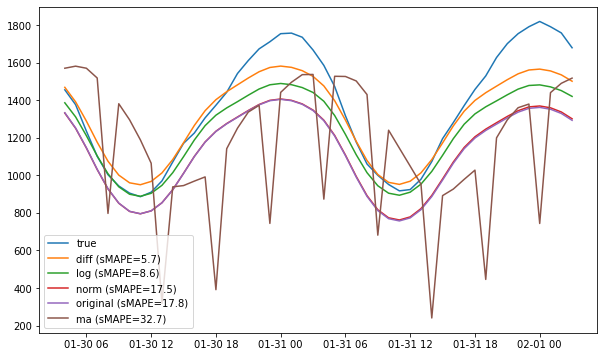 1800
1600
1400
1200
1000
800
600
400
200
true
diff (sMAPE=5.7)
log (sMAPE=8.6)
norm (sMAPE=17.5)
original (sMAPE=17.8)
ma (sMAPE=32.7)
01-30 06 01-30 12 01-30 18 01-31 00 01-31 06 01-31 12 01-31 18 02-01 00